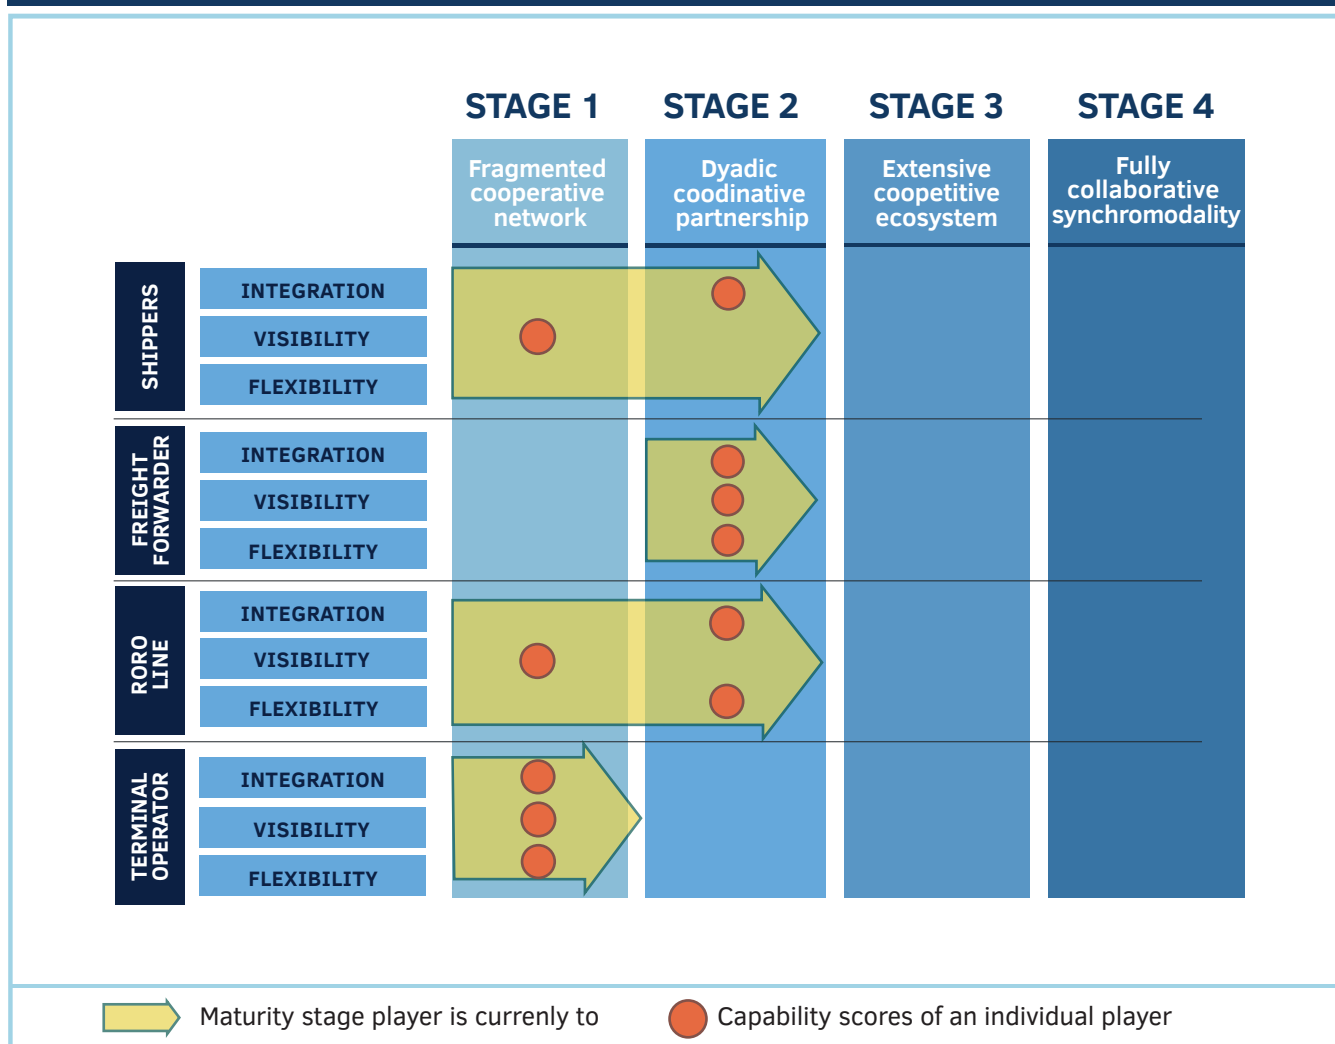 STAGE 1
STAGE 2
STAGE 3
STAGE 4
Fragmented
cooperative
network
Dyadic
coodinative
partnership
Extensive
coopetitive
ecosystem
Fully
collaborative
synchromodality
SHIPPERS
INTEGRATION
VISIBILITY
FLEXIBILITY
FREIGHT
FORWARDER
INTEGRATION
VISIBILITY
FLEXIBILITY
RORO
LINE
INTEGRATION
VISIBILITY
FLEXIBILITY
TERMINAL
OPERATOR
INTEGRATION
VISIBILITY
FLEXIBILITY
Maturity stage player is currenly to
Capability scores of an individual player